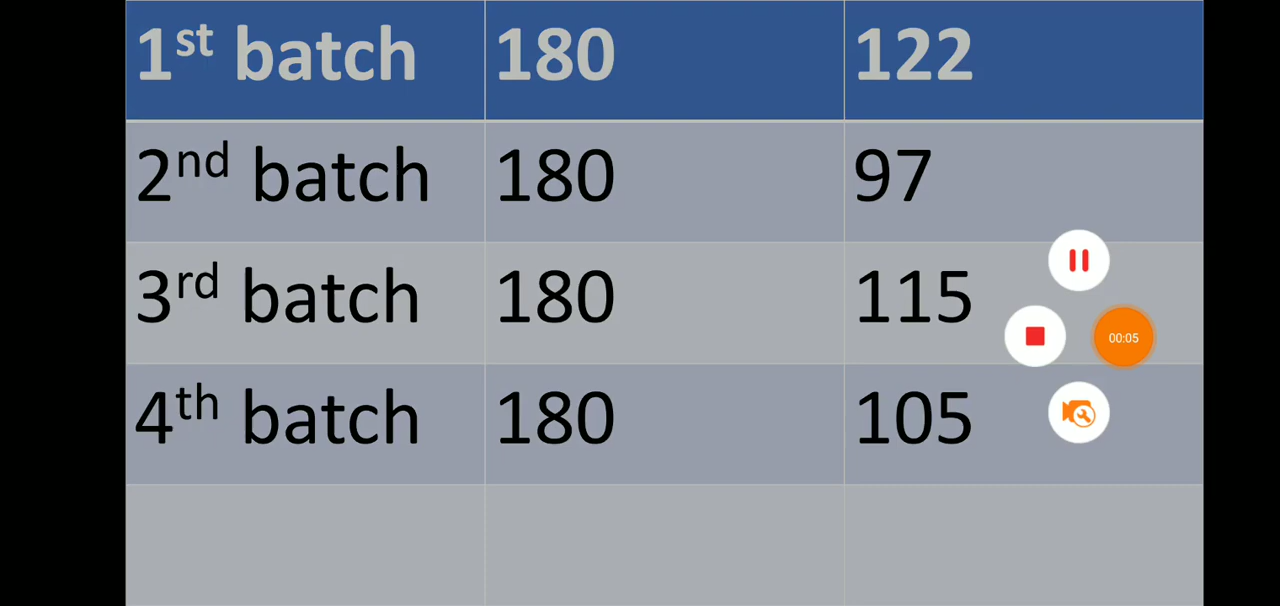 1st batch 180 122
2nd batch 180 97
3rd batch 180 115
00:05
4th batch 180 105